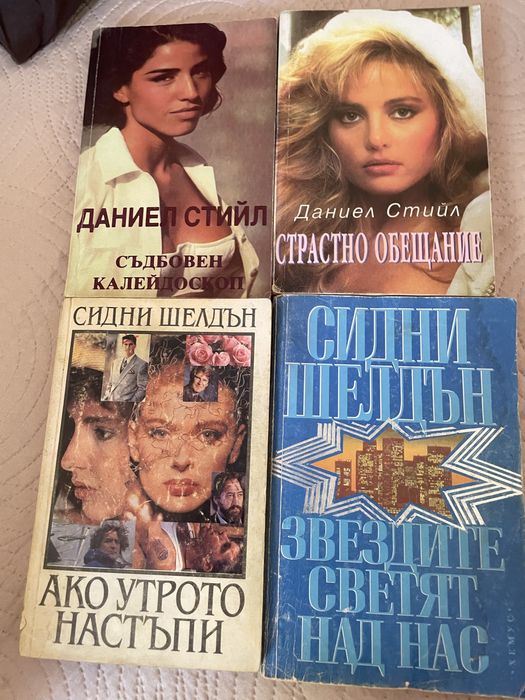 ДАНИЕЛ СТИЙЛ
СЪДБОВЕН
КАЛЕЙДОСКОП
Даниел Стийл
СТРАСТНО ОБЕЩАНИЕ
СИДНИ ШЕЛДЪН
АКО УТРОТО
НАСТЪПИ
СИДНИ
ШЕЛДЪН
ЗВЕЗДИТЕ
СВЕТЯТ
НАД НАС
ХЕМУС